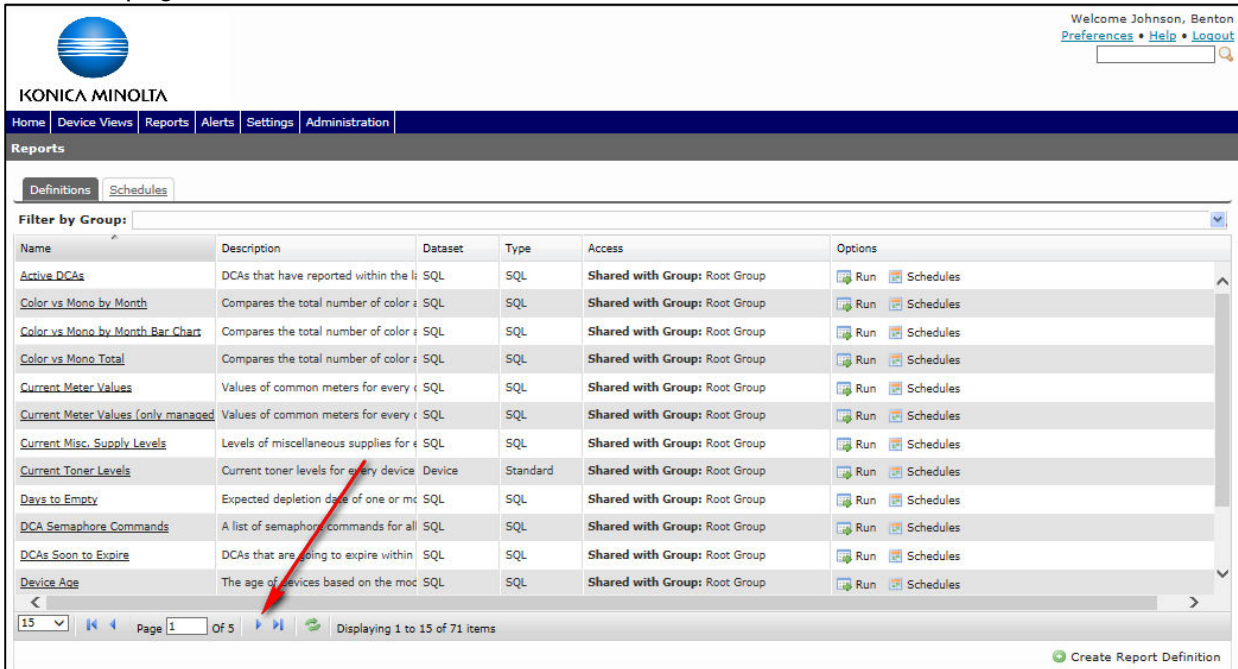 Welcome Johnson, Benton
Preferences • Help • Logout
KONICA MINOLTA
Home Device Views Reports Alerts Settings Administration
Reports
Definitions Schedules
Filter by Group:
Name Description Dataset Type Access Options
Active DCAs DCAs that have reported within the SQL SQL Shared with Group: Root Group Run Schedules
Color vs Mono by Month Compares the total number of color SQL SQL Shared with Group: Root Group Run Schedules
Color vs Mono by Month Bar Chart Compares the total number of color SQL SQL Shared with Group: Root Group Run Schedules
Color vs Mono Total Compares the total number of color SQL SQL Shared with Group: Root Group Run Schedules
Current Meter Values Values of common meters for every SQL SQL Shared with Group: Root Group Run Schedules
Current Meter Values (only managed Values of common meters for every SQL SQL Shared with Group: Root Group Run Schedules
Current Misc. Supply Levels Levels of miscellaneous supplies for SQL SQL Shared with Group: Root Group Run Schedules
Current Toner Levels Current toner levels for every device Device Standard Shared with Group: Root Group Run Schedules
Days to Empty Expected depletion date of one or SQL SQL Shared with Group: Root Group Run Schedules
DCA Semaphore Commands A list of semaphore commands for all SQL SQL Shared with Group: Root Group Run Schedules
DCAs Soon to Expire DCAs that are going to expire within SQL SQL Shared with Group: Root Group Run Schedules
Device Age The age of devices based on the SQL SQL Shared with Group: Root Group Run Schedules
15 Page 1 Of 5 Displaying 1 to 15 of 71 items
Create Report Definition